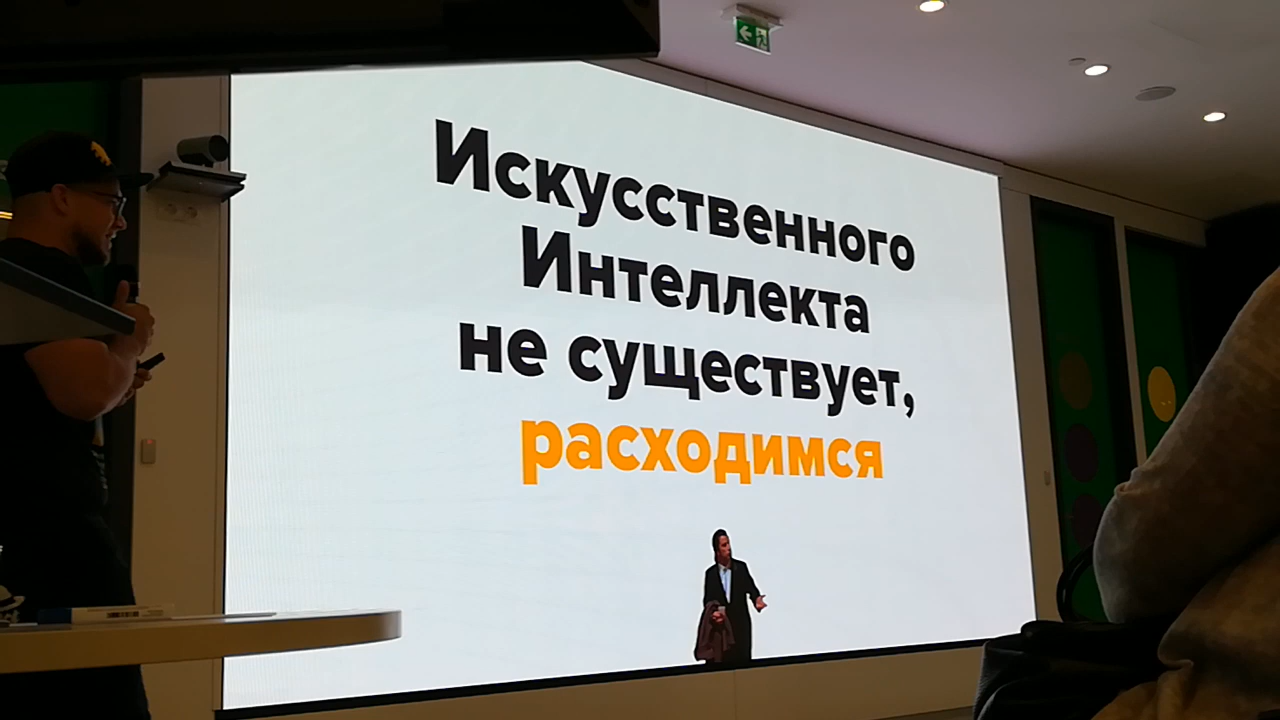 Искусственного
Интеллекта
не существует,
расходимся